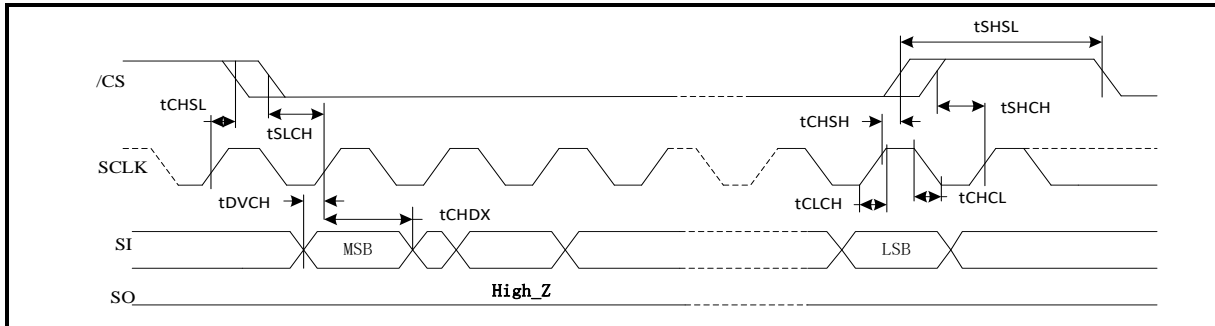 tSHSL
/CS
tCHSL
tSLCH
tCHSH
tSHCH
SCLK
tDVCH
tCHDX
tCLCH
tCHCL
SI
MSB
LSB
High_Z
SO